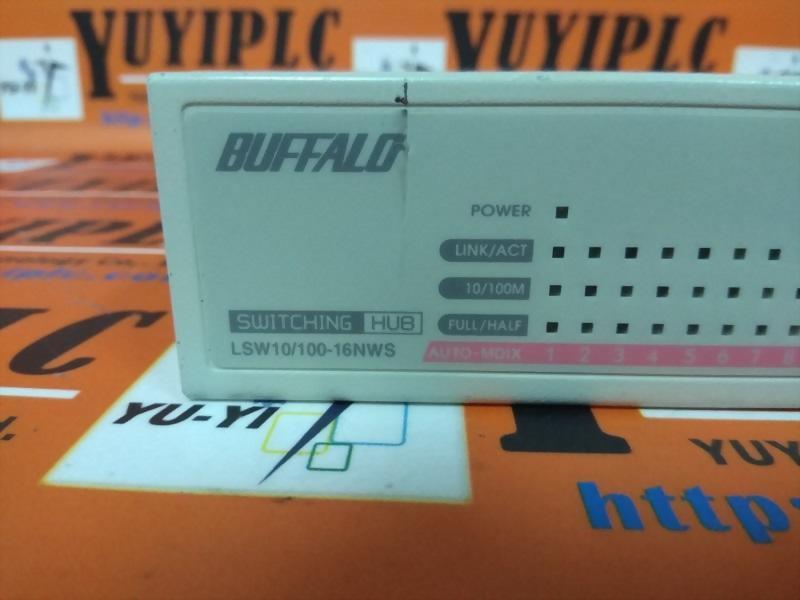 YUYIPLC
YUYIPLC
http
BUFFALO
POWER
LINK/ACT
10/100M
FULL/HALF
SWITCHING HUB
LSW10/100-16NWS
AUTO-MDIX 1 2 3 4 5 6 7 8
YU-YI
YUY
http: